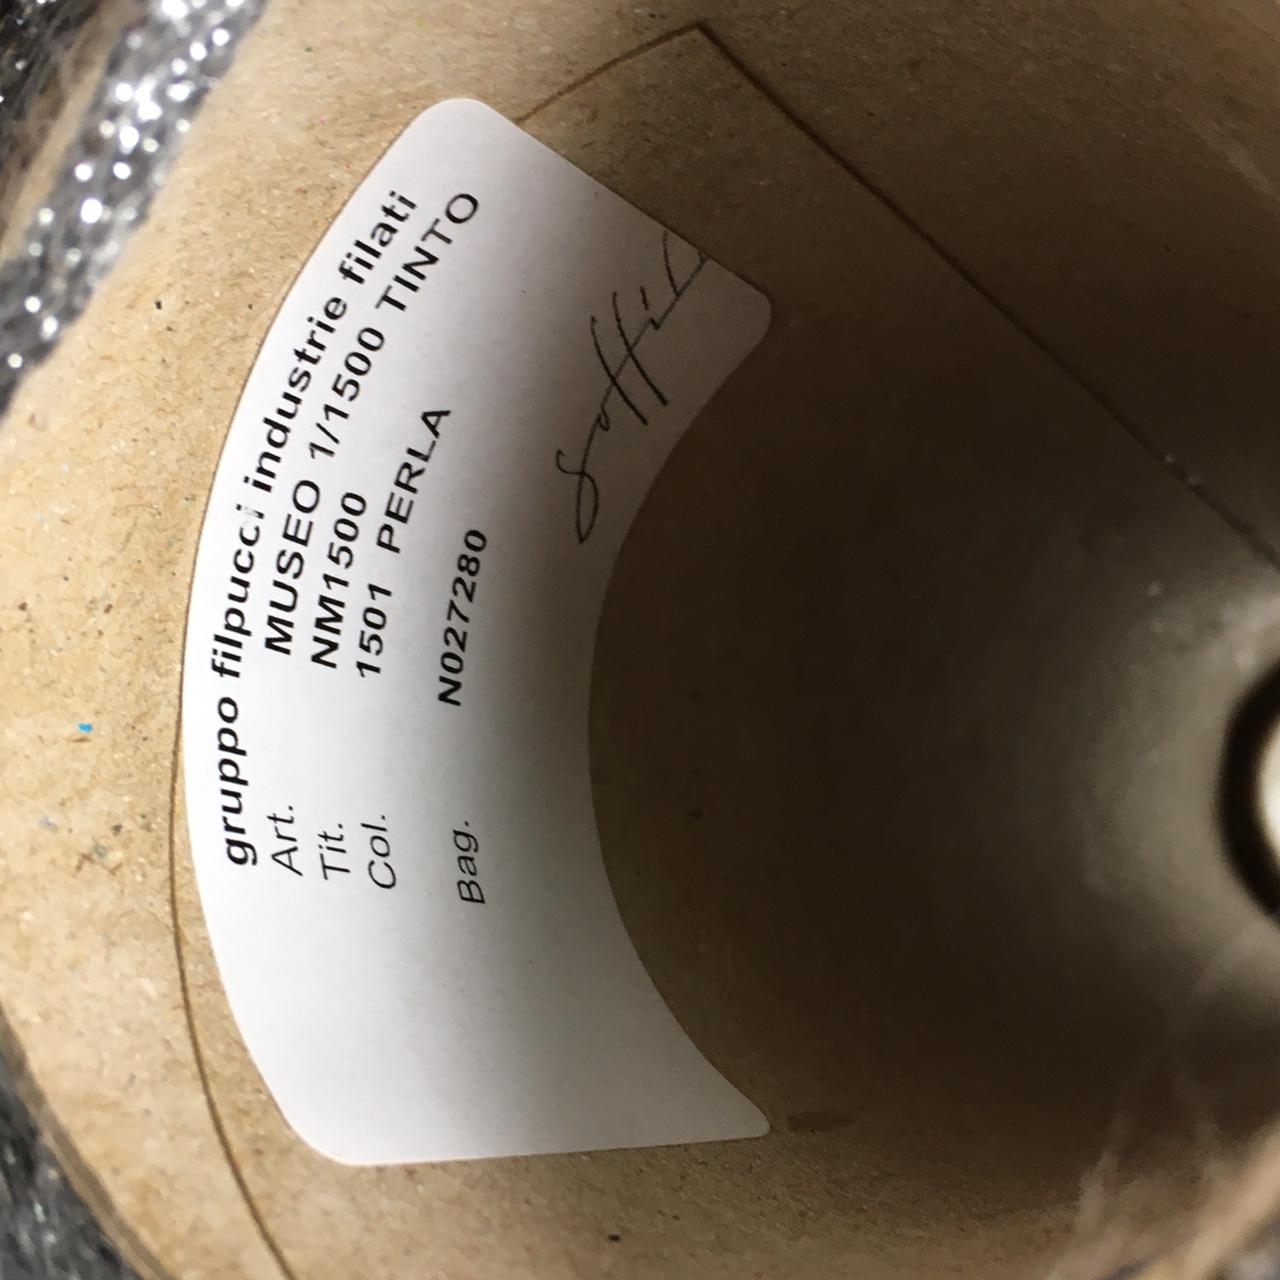 gruppo filpucci industrie filati
Art. MUSEO 1/1500 TINTO
Tit. NM1500
Col. 1501 PERLA
Bag. N027280